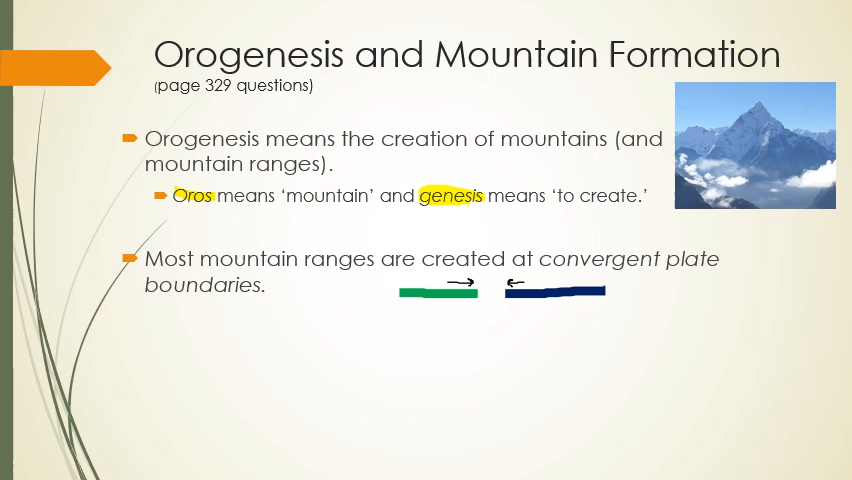 Orogenesis and Mountain Formation
(page 329 questions)
Orogenesis means the creation of mountains (and
mountain ranges).
Oros means ‘mountain’ and genesis means ‘to create.’
Most mountain ranges are created at convergent plate
boundaries.